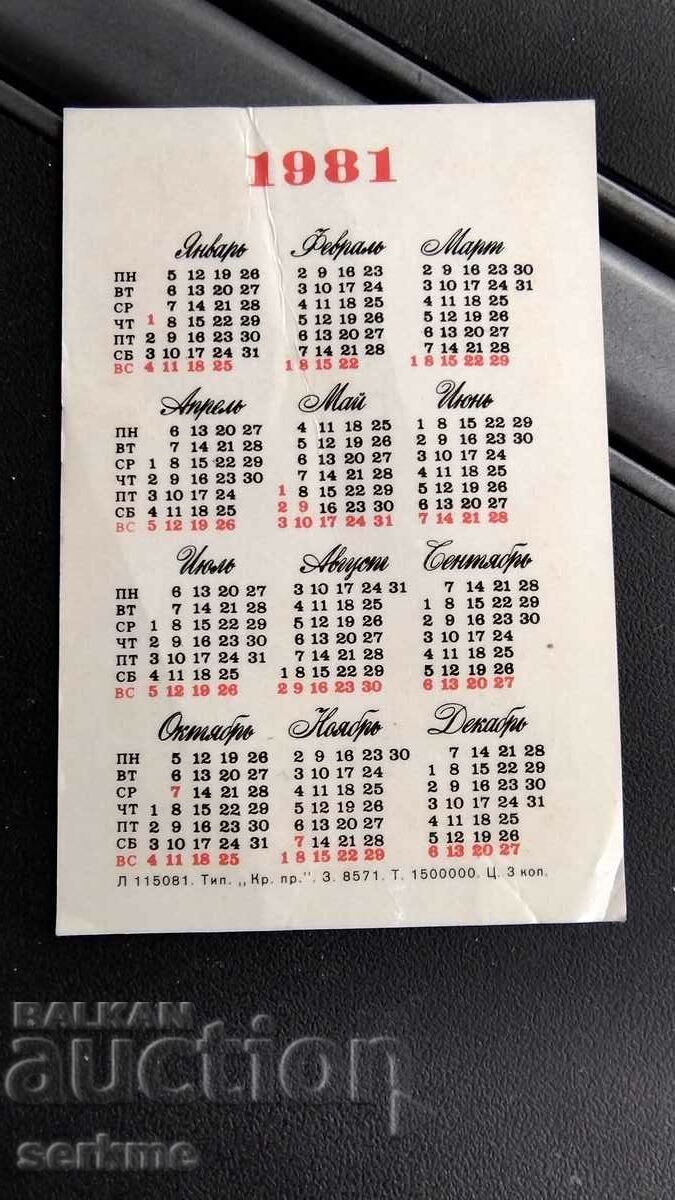 1981
Январь Февраль Март
ПН 5 12 19 26 2 9 16 23 2 9 16 23 30
ВТ 6 13 20 27 3 10 17 24 3 10 17 24 31
СР 7 14 21 28 4 11 18 25 4 11 18 25
ЧТ 1 8 15 22 29 5 12 19 26 5 12 19 26
ПТ 2 9 16 23 30 6 13 20 27 6 13 20 27
СБ 3 10 17 24 31 7 14 21 28 7 14 21 28
ВС 4 11 18 25 1 8 15 22 1 8 15 22 29
Апрель Май Июнь
ПН 6 13 20 27 4 11 18 25 1 8 15 22 29
ВТ 7 14 21 28 5 12 19 26 2 9 16 23 30
СР 1 8 15 22 29 6 13 20 27 3 10 17 24
ЧТ 2 9 16 23 30 7 14 21 28 4 11 18 25
ПТ 3 10 17 24 1 8 15 22 29 5 12 19 26
СБ 4 11 18 25 2 9 16 23 30 6 13 20 27
ВС 5 12 19 26 3 10 17 24 31 7 14 21 28
Июль Август Сентябрь
ПН 6 13 20 27 3 10 17 24 31 7 14 21 28
ВТ 7 14 21 28 4 11 18 25 1 8 15 22 29
СР 1 8 15 22 29 5 12 19 26 2 9 16 23 30
ЧТ 2 9 16 23 30 6 13 20 27 3 10 17 24
ПТ 3 10 17 24 31 7 14 21 28 4 11 18 25
СБ 4 11 18 25 1 8 15 22 29 5 12 19 26
ВС 5 12 19 26 2 9 16 23 30 6 13 20 27
Октябрь Ноябрь Декабрь
ПН 5 12 19 26 2 9 16 23 30 7 14 21 28
ВТ 6 13 20 27 3 10 17 24 1 8 15 22 29
СР 7 14 21 28 4 11 18 25 2 9 16 23 30
ЧТ 1 8 15 22 29 5 12 19 26 3 10 17 24 31
ПТ 2 9 16 23 30 6 13 20 27 4 11 18 25
СБ 3 10 17 24 31 7 14 21 28 5 12 19 26
ВС 4 11 18 25 1 8 15 22 29 6 13 20 27
Л 115081. Тип. „Кр. пр.". З. 8571. Т. 1500000. Ц. 3 коп.
BALKAN
auction
serkme